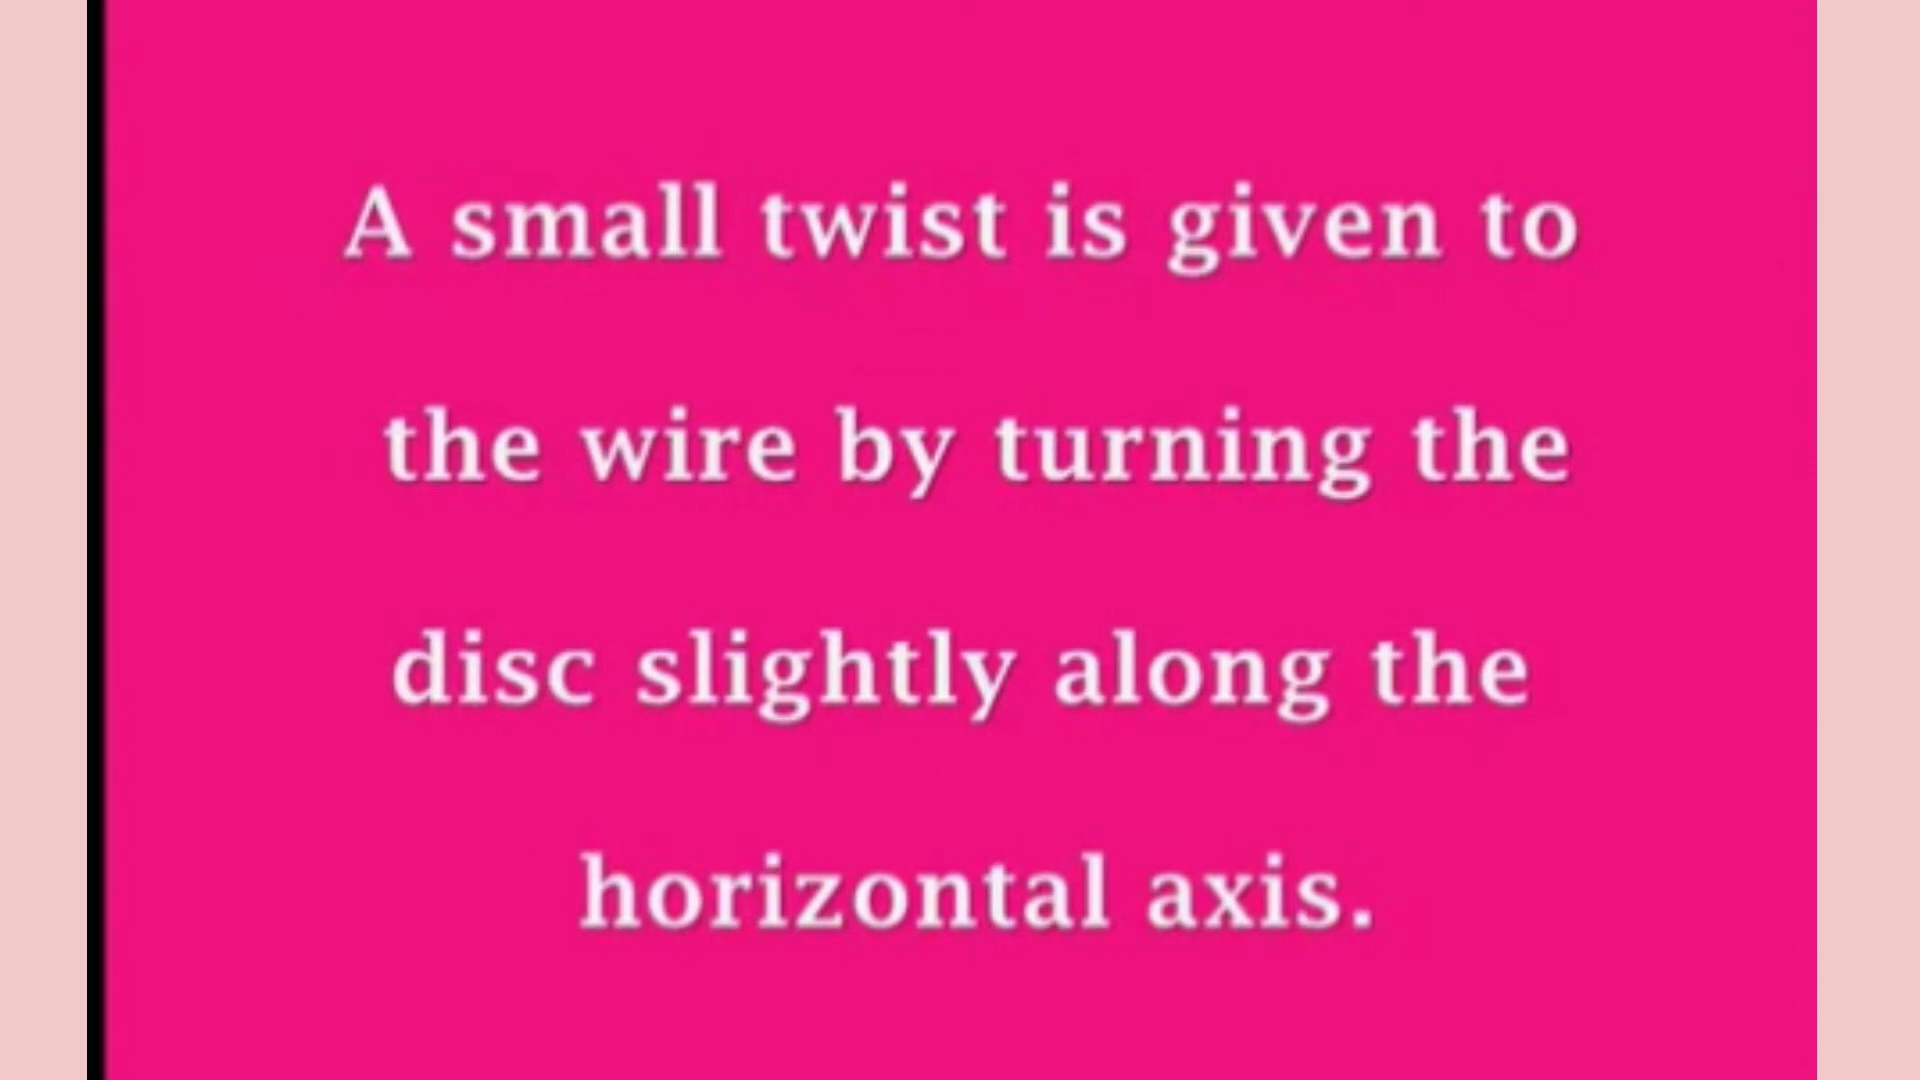 A small twist is given to
the wire by turning the
disc slightly along the
horizontal axis.